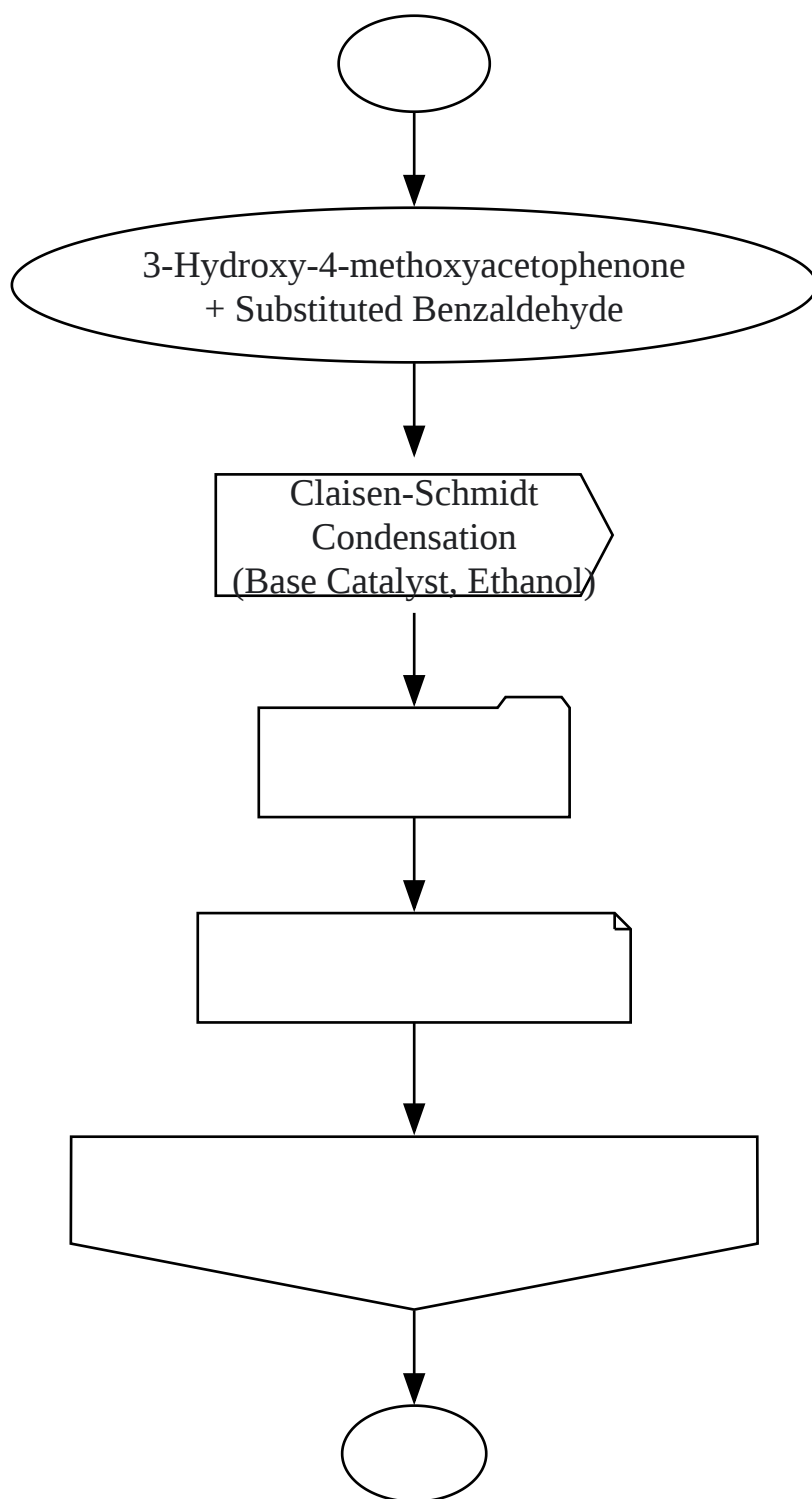 3-Hydroxy-4-methoxyacetophenone
+ Substituted Benzaldehyde
Claisen-Schmidt
Condensation
(Base Catalyst, Ethanol)